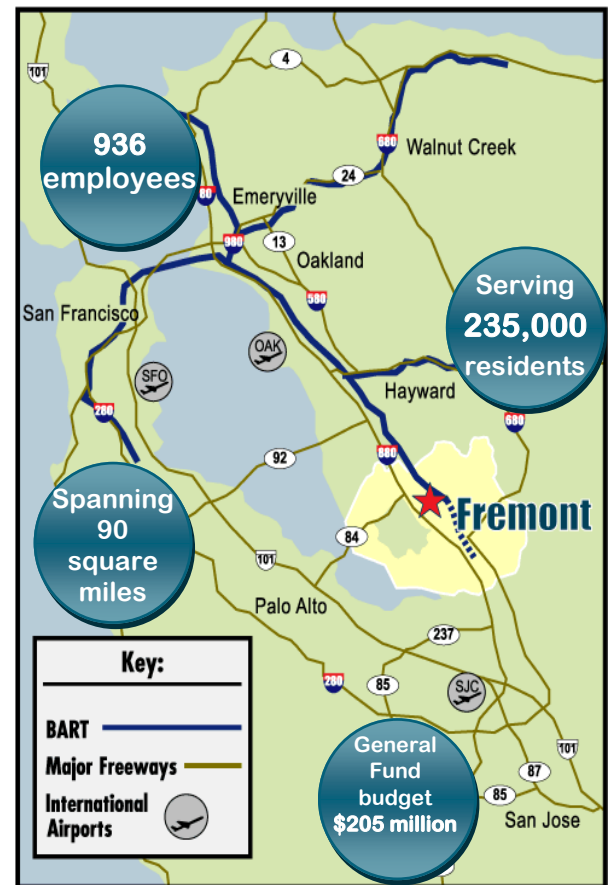 4
101
936
employees
680
Walnut Creek
24
80
Emeryville
980
13
Oakland
Serving
235,000
residents
580
San Francisco
OAK
SFO
Hayward
280
680
92
880
Spanning
90
square
miles
Fremont
84
101
Palo Alto
237
Key:
280
85
SJC
BART
General
Fund
budget
$205 million
101
Major Freeways
87
International
Airports
85
San Jose